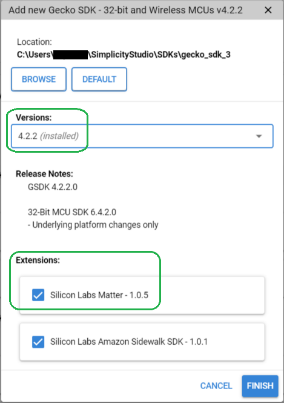 Add new Gecko SDK - 32-bit and Wireless MCUs v4.2.2
Location:
C:\Users\ \SimplicityStudio\SDKs\gecko_sdk_3
BROWSE
DEFAULT
Versions:
4.2.2 (installed)
Release Notes:
GSDK 4.2.2.0
32-Bit MCU SDK 6.4.2.0
- Underlying platform changes only
Extensions:
Silicon Labs Matter - 1.0.5
Silicon Labs Amazon Sidewalk SDK - 1.0.1
CANCEL
FINISH